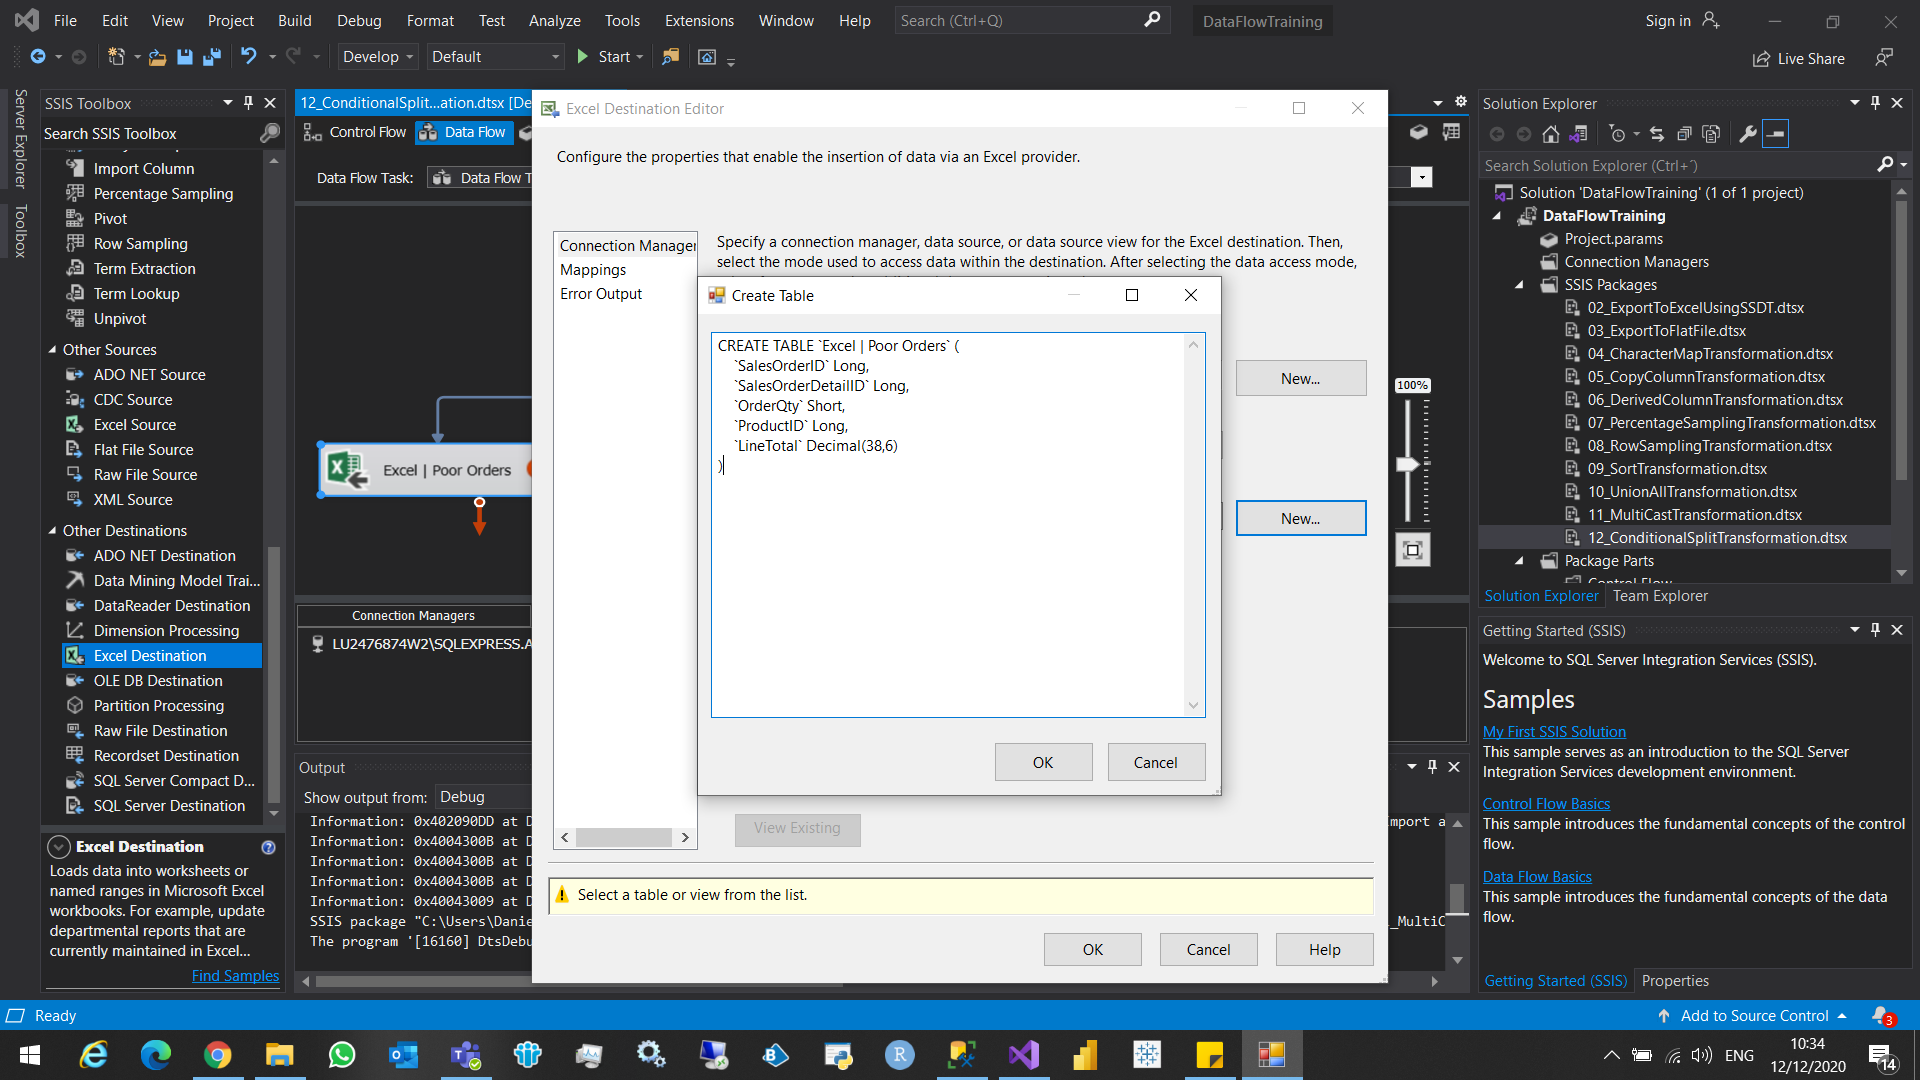 File Edit View Project Build Debug Format Test Analyze Tools Extensions Window Help Search (Ctrl+Q) DataFlowTraining Sign in
Develop Default Start Live Share
Server Explorer
Toolbox
SSIS Toolbox
Search SSIS Toolbox
Import Column
Percentage Sampling
Pivot
Row Sampling
Term Extraction
Term Lookup
Unpivot
Other Sources
ADO NET Source
CDC Source
Excel Source
Flat File Source
Raw File Source
XML Source
Other Destinations
ADO NET Destination
Data Mining Model Trai...
DataReader Destination
Dimension Processing
Excel Destination
OLE DB Destination
Partition Processing
Raw File Destination
Recordset Destination
SQL Server Compact D...
SQL Server Destination
Excel Destination
Loads data into worksheets or
named ranges in Microsoft Excel
workbooks. For example, update
departmental reports that are
currently maintained in Excel...
Find Samples
12_ConditionalSplit...ation.dtsx [De
Control Flow Data Flow
Data Flow Task: Data Flow T
Excel | Poor Orders
Connection Managers
LU2476874W2\SQLEXPRESS.A
Output
Show output from: Debug
Information: 0x402090DD at D
Information: 0x4004300B at D
Information: 0x4004300B at D
Information: 0x4004300B at D
Information: 0x40043009 at D
SSIS package "C:\Users\Danie
The program '[16160] DtsDebu
mport a
_MultiC
100%
Excel Destination Editor
Configure the properties that enable the insertion of data via an Excel provider.
Connection Manager
Mappings
Error Output
Specify a connection manager, data source, or data source view for the Excel destination. Then,
select the mode used to access data within the destination. After selecting the data access mode,
New...
New...
View Existing
Select a table or view from the list.
OK Cancel Help
Create Table
CREATE TABLE `Excel | Poor Orders` (
`SalesOrderID` Long,
`SalesOrderDetailID` Long,
`OrderQty` Short,
`ProductID` Long,
`LineTotal` Decimal(38,6)
)
OK Cancel
Solution Explorer
Search Solution Explorer (Ctrl+´)
Solution 'DataFlowTraining' (1 of 1 project)
DataFlowTraining
Project.params
Connection Managers
SSIS Packages
02_ExportToExcelUsingSSDT.dtsx
03_ExportToFlatFile.dtsx
04_CharacterMapTransformation.dtsx
05_CopyColumnTransformation.dtsx
06_DerivedColumnTransformation.dtsx
07_PercentageSamplingTransformation.dtsx
08_RowSamplingTransformation.dtsx
09_SortTransformation.dtsx
10_UnionAllTransformation.dtsx
11_MultiCastTransformation.dtsx
12_ConditionalSplitTransformation.dtsx
Package Parts
Control Flow
Solution Explorer Team Explorer
Getting Started (SSIS)
Welcome to SQL Server Integration Services (SSIS).
Samples
My First SSIS Solution
This sample serves as an introduction to the SQL Server
Integration Services development environment.
Control Flow Basics
This sample introduces the fundamental concepts of the control
flow.
Data Flow Basics
This sample introduces the fundamental concepts of the data
flow.
Getting Started (SSIS) Properties
Ready Add to Source Control 3
ENG
10:34
12/12/2020
14